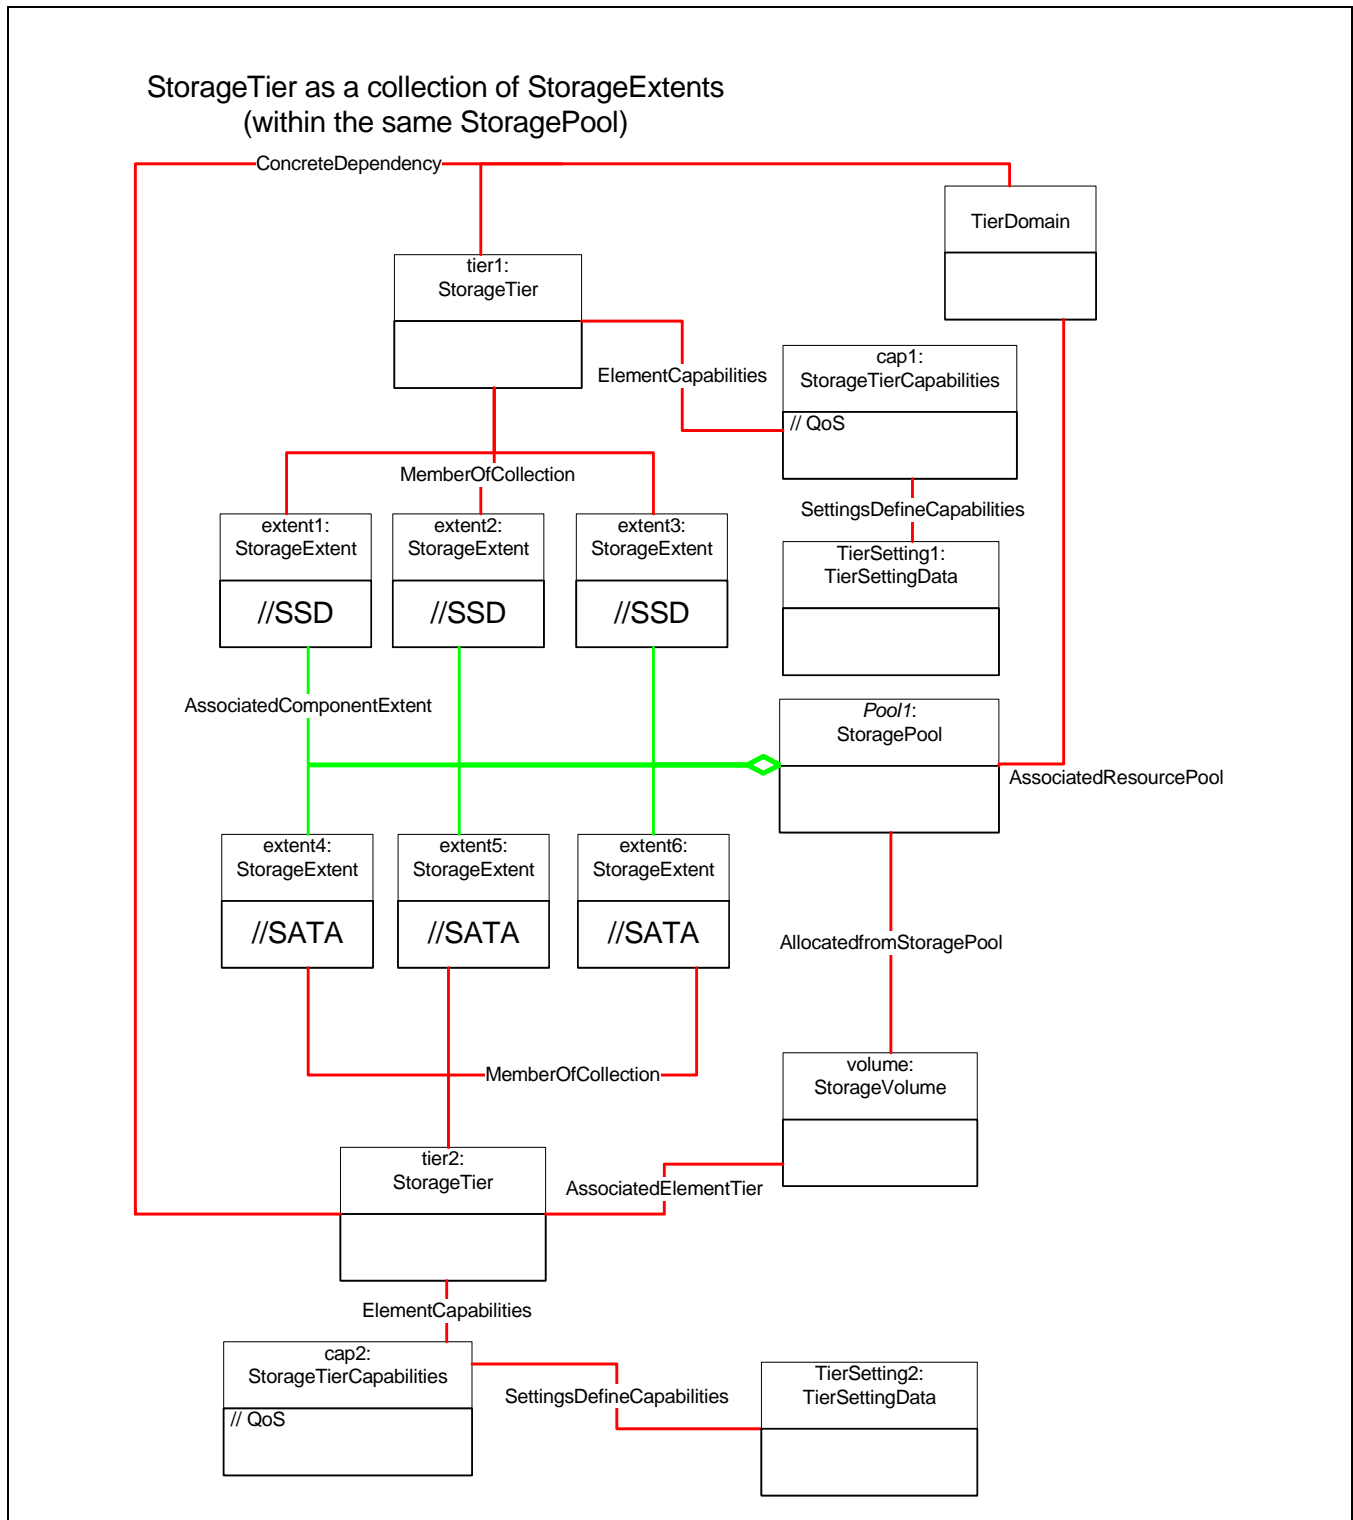 StorageTier as a collection of StorageExtents
(within the same StoragePool)
ConcreteDependency
TierDomain
tier1:
StorageTier
ElementCapabilities
cap1:
StorageTierCapabilities
// QoS
MemberOfCollection
SettingsDefineCapabilities
extent1:
StorageExtent
//SSD
extent2:
StorageExtent
//SSD
extent3:
StorageExtent
//SSD
TierSetting1:
TierSettingData
AssociatedComponentExtent
Pool1:
StoragePool
AssociatedResourcePool
extent4:
StorageExtent
//SATA
extent5:
StorageExtent
//SATA
extent6:
StorageExtent
//SATA
AllocatedfromStoragePool
MemberOfCollection
volume:
StorageVolume
tier2:
StorageTier
AssociatedElementTier
ElementCapabilities
cap2:
StorageTierCapabilities
// QoS
SettingsDefineCapabilities
TierSetting2:
TierSettingData